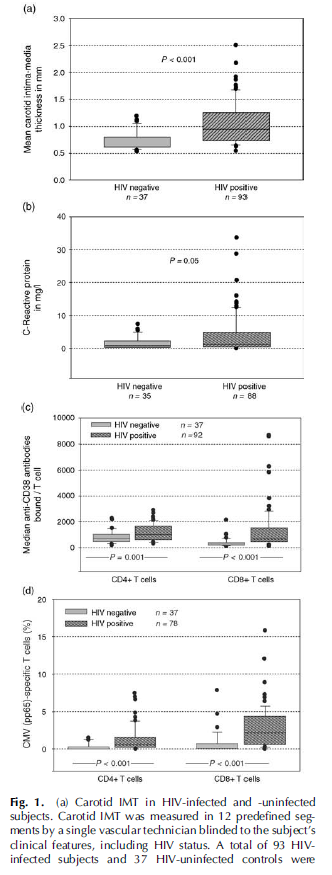 (a)
3.0
2.5
2.0
1.5
1.0
0.5
0.0
Mean carotid intima-media
thickness in mm
P < 0.001
HIV negative
n = 37
HIV positive
n = 93
(b)
40
30
20
10
0
C-Reactive protein
in mg/l
P = 0.05
HIV negative
n = 35
HIV positive
n = 88
(c)
10000
8000
6000
4000
2000
0
Median anti-CD38 antibodies
bound / T cell
HIV negative n = 37
HIV positive n =92
P = 0.001
P < 0.001
CD4+ T cells
CD8+ T cells
(d)
20
15
10
5
0
CMV (pp65)-specific T cells (%)
HIV negative n = 37
HIV positive n = 78
P < 0.001
P < 0.001
CD4+ T cells
CD8+ T cells
Fig. 1. (a) Carotid IMT in HIV-infected and -uninfected
subjects. Carotid IMT was measured in 12 predefined seg-
ments by a single vascular technician blinded to the subject's
clinical features, including HIV status. A total of 93 HIV-
infected subjects and 37 HIV-uninfected controls were